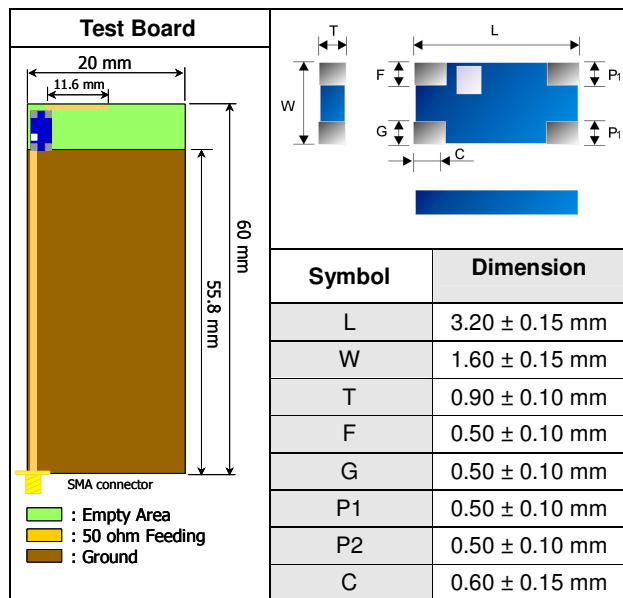 Test Board
20 mm
11.6 mm
60 mm
55.8 mm
SMA connector
: Empty Area
: 50 ohm Feeding
: Ground
T
L
W
F
G
C
P1
P1
Symbol Dimension
L 3.20 ± 0.15 mm
W 1.60 ± 0.15 mm
T 0.90 ± 0.10 mm
F 0.50 ± 0.10 mm
G 0.50 ± 0.10 mm
P1 0.50 ± 0.10 mm
P2 0.50 ± 0.10 mm
C 0.60 ± 0.15 mm